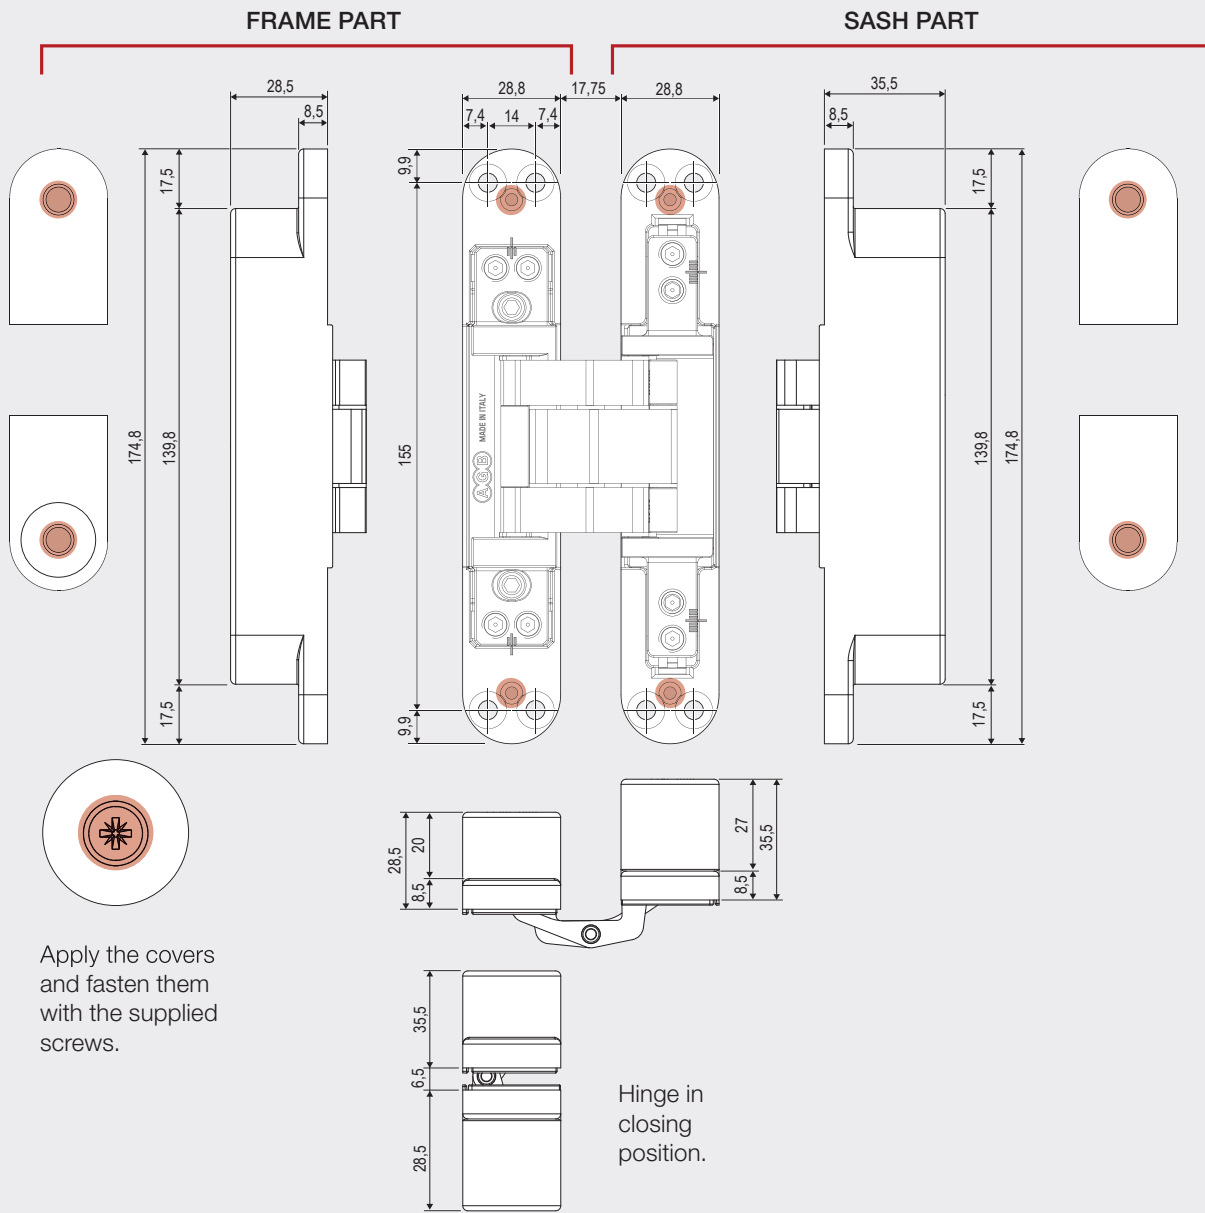 FRAME PART
SASH PART
28,5
8,5
28,8
17,75
28,8
7,4
14
7,4
35,5
8,5
17,5
9,9
17,5
174,8
139,8
155
MADE IN ITALY
AGB
139,8
174,8
17,5
9,9
17,5
28,5
20
8,5
27
35,5
8,5
Apply the covers
and fasten them
with the supplied
screws.
35,5
6,5
28,5
Hinge in
closing
position.